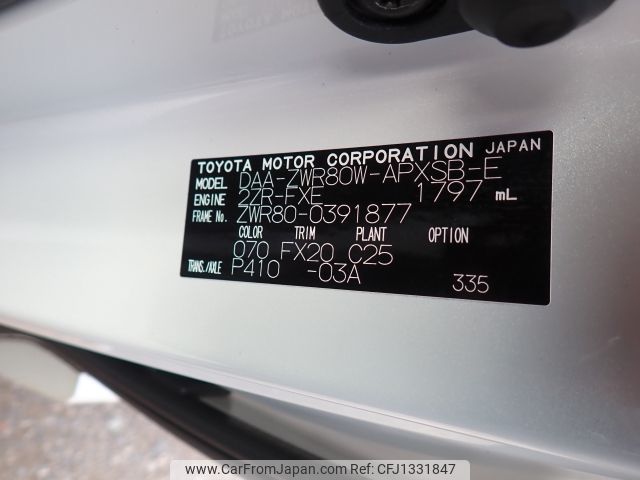 TOYOTA MOTOR CORPORATION JAPAN
MODEL DAA-ZWR80W-APXSB-E
ENGINE 2ZR-FXE 1797 mL
FRAME No. ZWR80-0391877
COLOR TRIM PLANT OPTION
070 FX20 C25
TRANS./AXLE P410 -03A 335
www.CarFromJapan.com | Ref No. CFJ1331847